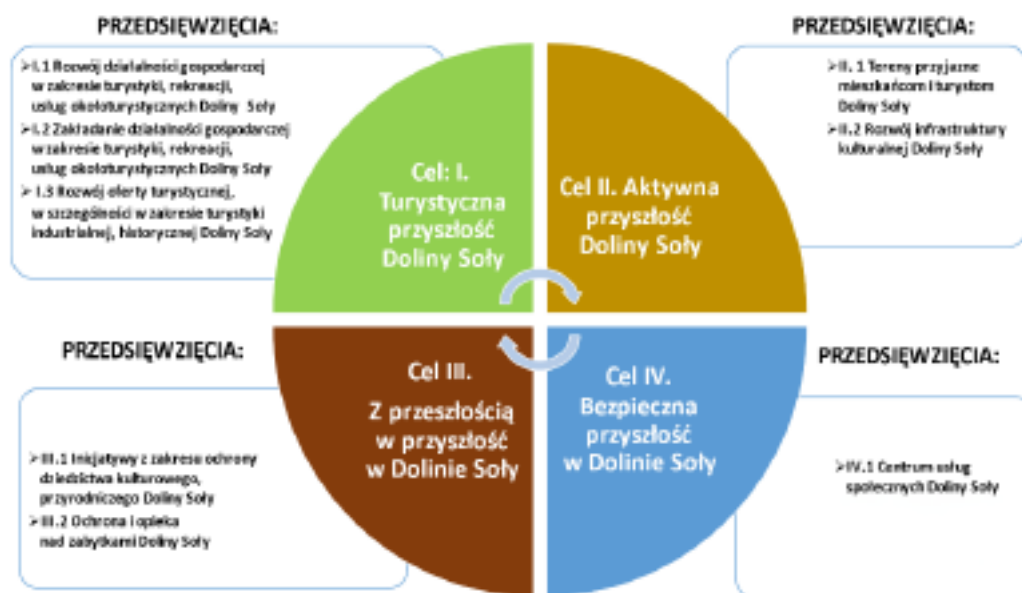 PRZEDSIĘWZIĘCIA:
➢I.1 Rozwój działalności gospodarczej
w zakresie turystyki, rekreacji,
usług okołoturystycznych Doliny Soły
➢I.2 Zakładanie działalności gospodarczej
w zakresie turystyki, rekreacji,
usług okołoturystycznych Doliny Soły
➢I.3 Rozwój oferty turystycznej,
w szczególności w zakresie turystyki
industrialnej, historycznej Doliny Soły
Cel: I.
Turystyczna
przyszłość
Doliny Soły
Cel II. Aktywna
przyszłość
Doliny Soły
PRZEDSIĘWZIĘCIA:
➢II. 1 Tereny przyjazne
mieszkańcom i turystom
Doliny Soły
➢II.2 Rozwój infrastruktury
kulturalnej Doliny Soły
PRZEDSIĘWZIĘCIA:
➢III.1 Inicjatywy z zakresu ochrony
dziedzictwa kulturowego,
przyrodniczego Doliny Soły
➢III.2 Ochrona i opieka
nad zabytkami Doliny Soły
Cel III.
Z przeszłością
w przyszłość
w Dolinie Soły
Cel IV.
Bezpieczna
przyszłość
w Dolinie Soły
PRZEDSIĘWZIĘCIA:
➢IV.1 Centrum usług
społecznych Doliny Soły